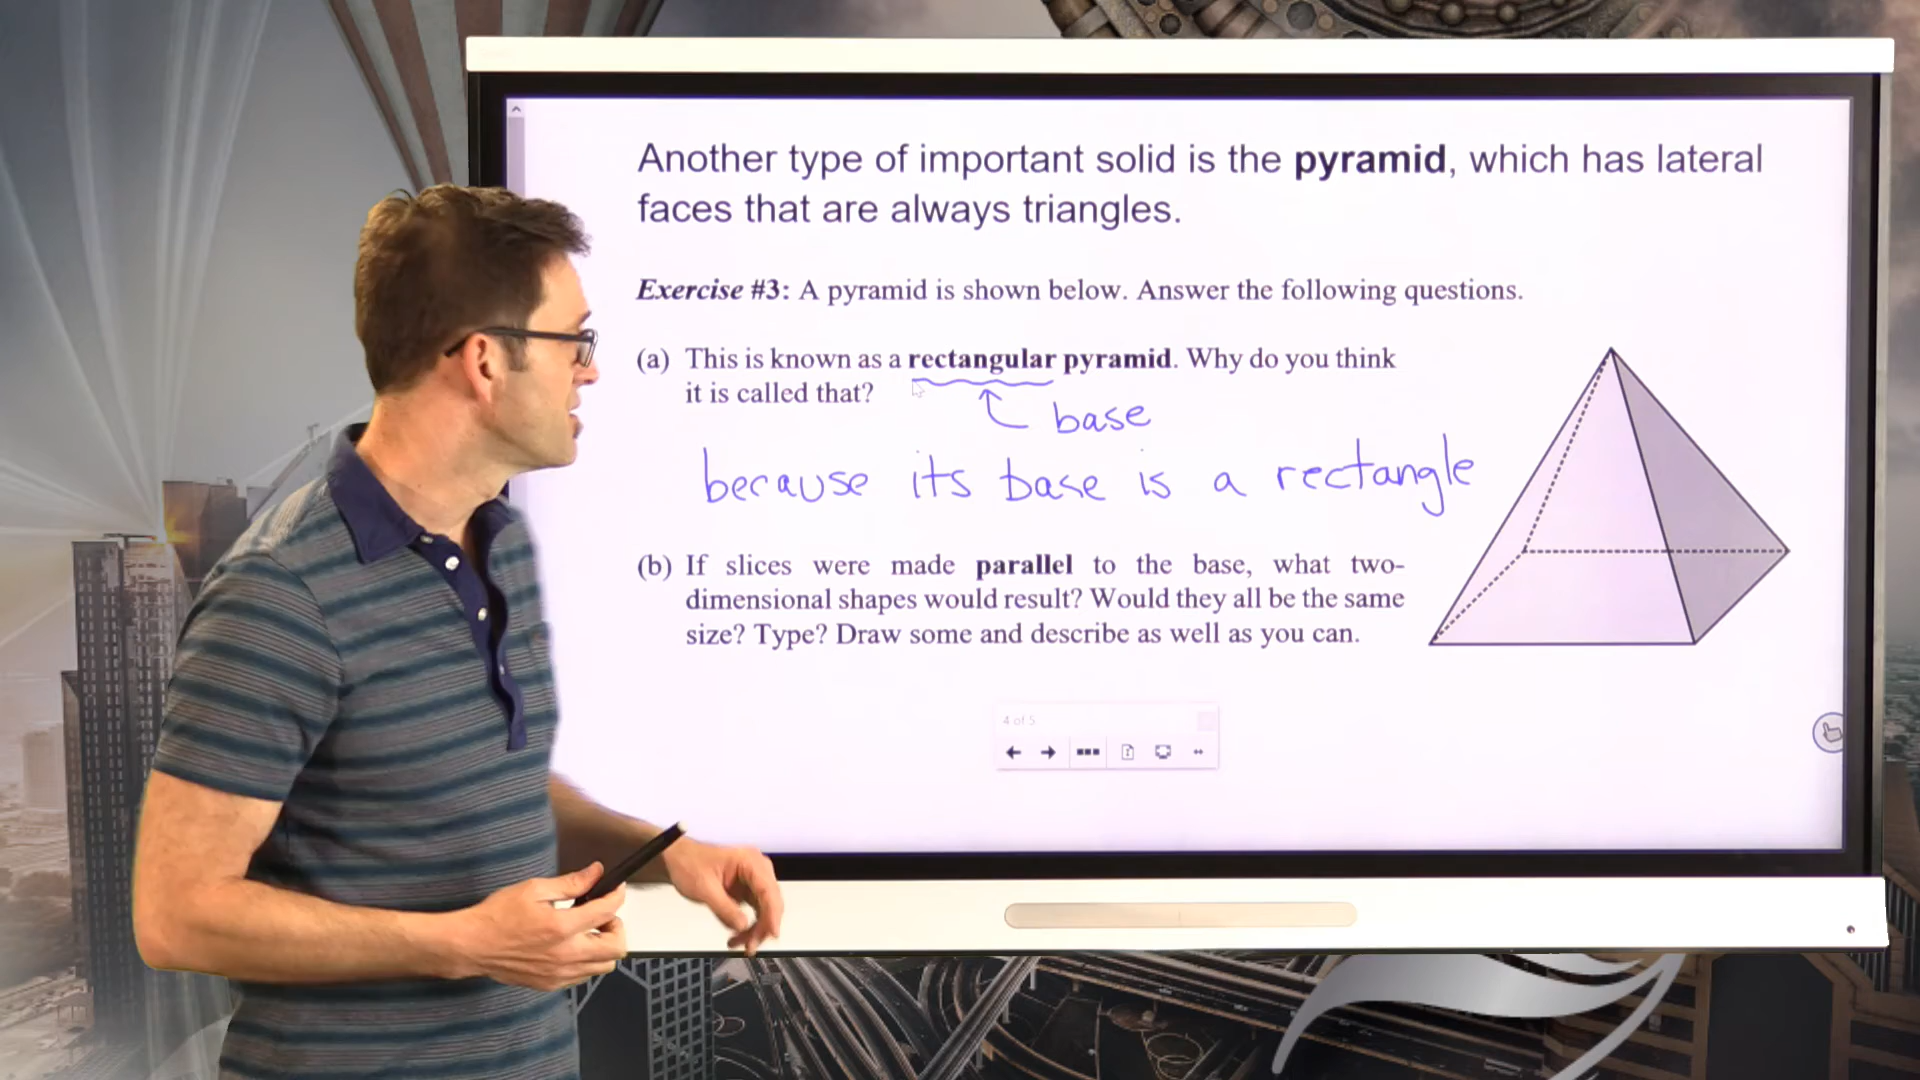 Another type of important solid is the pyramid, which has lateral
faces that are always triangles.
Exercise #3: A pyramid is shown below. Answer the following questions.
(a) This is known as a rectangular pyramid. Why do you think
it is called that?
base
because its base is a rectangle
(b) If slices were made parallel to the base, what two-
dimensional shapes would result? Would they all be the same
size? Type? Draw some and describe as well as you can.
4 of 5